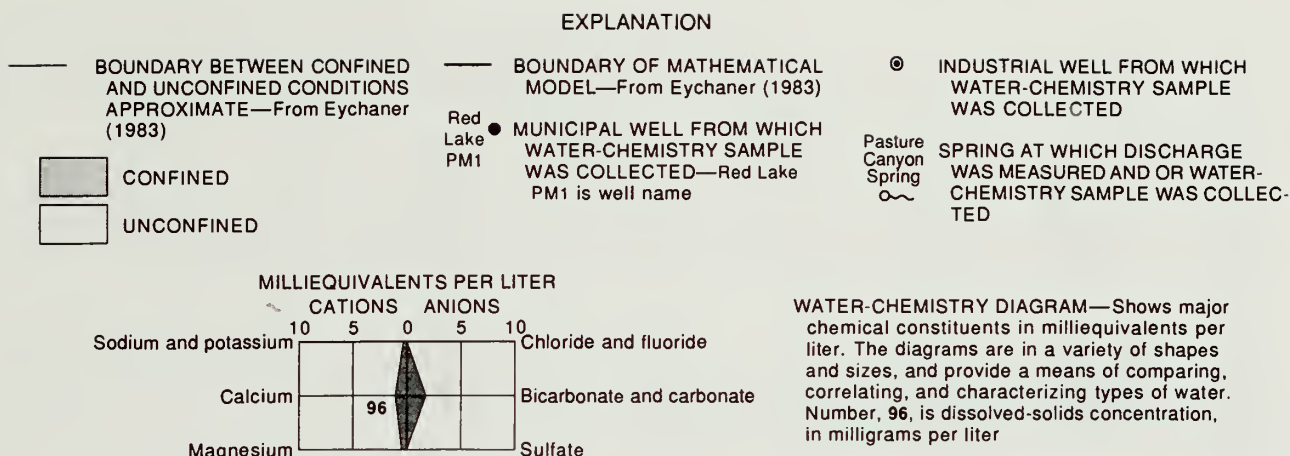 EXPLANATION
BOUNDARY BETWEEN CONFINED
AND UNCONFINED CONDITIONS
APPROXIMATE—From Eychaner
(1983)
CONFINED
UNCONFINED
BOUNDARY OF MATHEMATICAL
MODEL—From Eychaner (1983)
Red
Lake
PM1
MUNICIPAL WELL FROM WHICH
WATER-CHEMISTRY SAMPLE
WAS COLLECTED—Red Lake
PM1 is well name
INDUSTRIAL WELL FROM WHICH
WATER-CHEMISTRY SAMPLE
WAS COLLECTED
Pasture
Canyon
Spring
SPRING AT WHICH DISCHARGE
WAS MEASURED AND OR WATER-
CHEMISTRY SAMPLE WAS COLLEC-
TED
MILLIEQUIVALENTS PER LITER
CATIONS ANIONS
10 5 0 5 10
Sodium and potassium Chloride and fluoride
Calcium 96 Bicarbonate and carbonate
Magnesium Sulfate
WATER-CHEMISTRY DIAGRAM—Shows major
chemical constituents in milliequivalents per
liter. The diagrams are in a variety of shapes
and sizes, and provide a means of comparing,
correlating, and characterizing types of water.
Number, 96, is dissolved-solids concentration,
in milligrams per liter